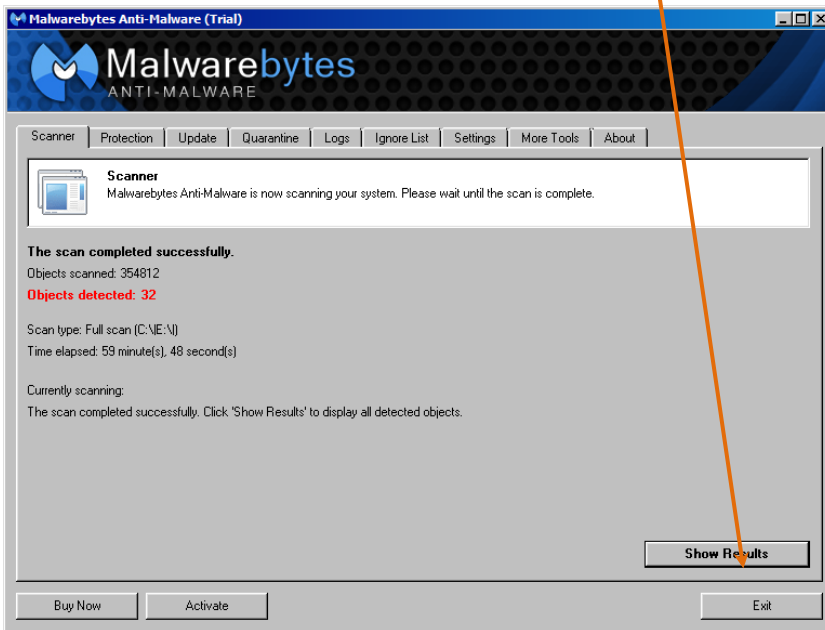 Malwarebytes Anti-Malware (Trial)
Malwarebytes
ANTI-MALWARE
Scanner Protection Update Quarantine Logs Ignore List Settings More Tools About
Scanner
Malwarebytes Anti-Malware is now scanning your system. Please wait until the scan is complete.
The scan completed successfully.
Objects scanned: 354812
Objects detected: 32
Scan type: Full scan (C:\|E:\|)
Time elapsed: 59 minute(s), 48 second(s)
Currently scanning:
The scan completed successfully. Click 'Show Results' to display all detected objects.
Show Results
Buy Now Activate Exit